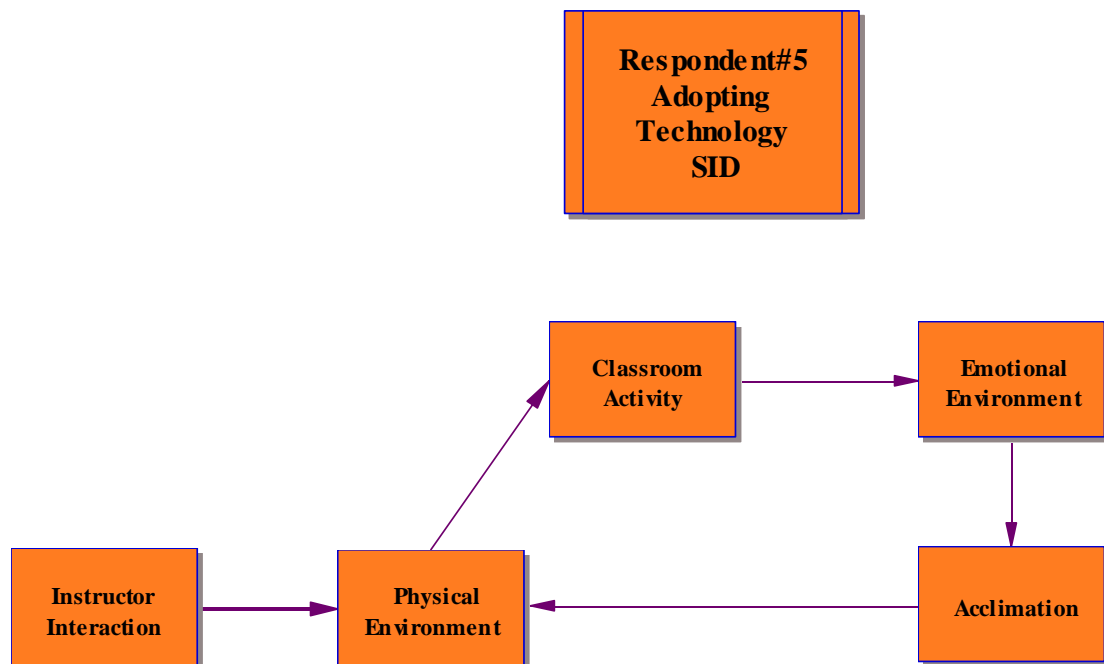 Respondent#5
Adopting
Technology
SID
Classroom
Activity
Emotional
Environment
Instructor
Interaction
Physical
Environment
Acclimation